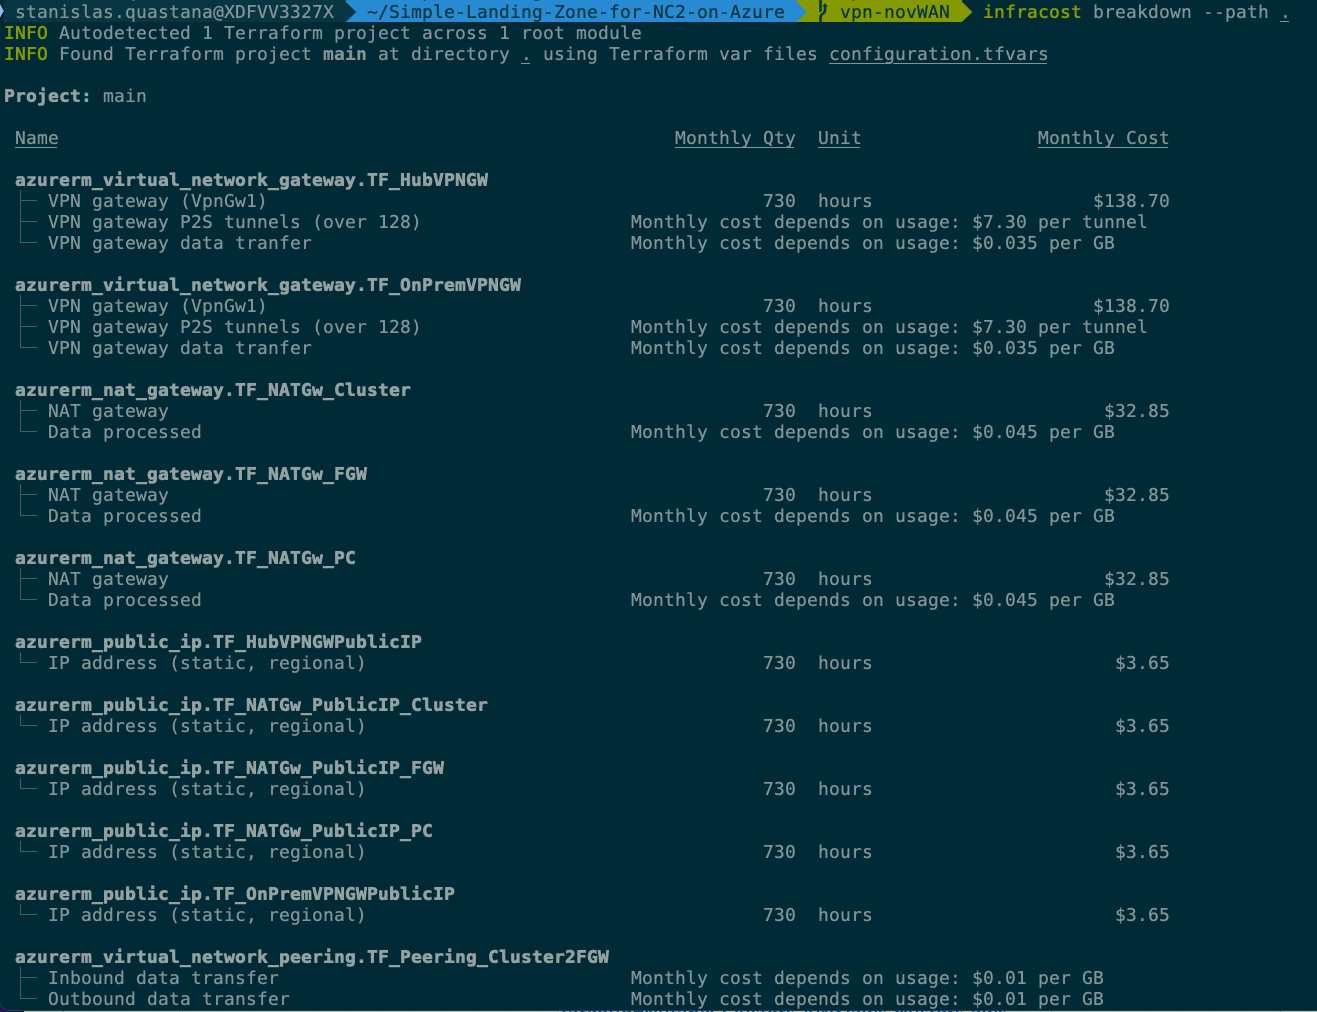 stanislas.quastana@XDFVV3327X ~/Simple-Landing-Zone-for-NC2-on-Azure vpn-novWAN infracost breakdown --path .
INFO Autodetected 1 Terraform project across 1 root module
INFO Found Terraform project main at directory . using Terraform var files configuration.tfvars
Project: main
Name Monthly Qty Unit Monthly Cost
azurerm_virtual_network_gateway.TF_HubVPNGW
├─ VPN gateway (VpnGw1) 730 hours $138.70
├─ VPN gateway P2S tunnels (over 128) Monthly cost depends on usage: $7.30 per tunnel
└─ VPN gateway data tranfer Monthly cost depends on usage: $0.035 per GB
azurerm_virtual_network_gateway.TF_OnPremVPNGW
├─ VPN gateway (VpnGw1) 730 hours $138.70
├─ VPN gateway P2S tunnels (over 128) Monthly cost depends on usage: $7.30 per tunnel
└─ VPN gateway data tranfer Monthly cost depends on usage: $0.035 per GB
azurerm_nat_gateway.TF_NATGw_Cluster
├─ NAT gateway 730 hours $32.85
└─ Data processed Monthly cost depends on usage: $0.045 per GB
azurerm_nat_gateway.TF_NATGw_FGW
├─ NAT gateway 730 hours $32.85
└─ Data processed Monthly cost depends on usage: $0.045 per GB
azurerm_nat_gateway.TF_NATGw_PC
├─ NAT gateway 730 hours $32.85
└─ Data processed Monthly cost depends on usage: $0.045 per GB
azurerm_public_ip.TF_HubVPNGWPublicIP
└─ IP address (static, regional) 730 hours $3.65
azurerm_public_ip.TF_NATGw_PublicIP_Cluster
└─ IP address (static, regional) 730 hours $3.65
azurerm_public_ip.TF_NATGw_PublicIP_FGW
└─ IP address (static, regional) 730 hours $3.65
azurerm_public_ip.TF_NATGw_PublicIP_PC
└─ IP address (static, regional) 730 hours $3.65
azurerm_public_ip.TF_OnPremVPNGWPublicIP
└─ IP address (static, regional) 730 hours $3.65
azurerm_virtual_network_peering.TF_Peering_Cluster2FGW
├─ Inbound data transfer Monthly cost depends on usage: $0.01 per GB
└─ Outbound data transfer Monthly cost depends on usage: $0.01 per GB